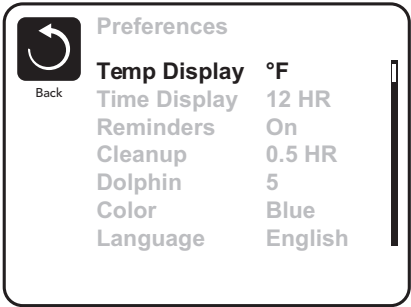 Preferences
Back
Temp Display °F
Time Display 12 HR
Reminders On
Cleanup 0.5 HR
Dolphin 5
Color Blue
Language English